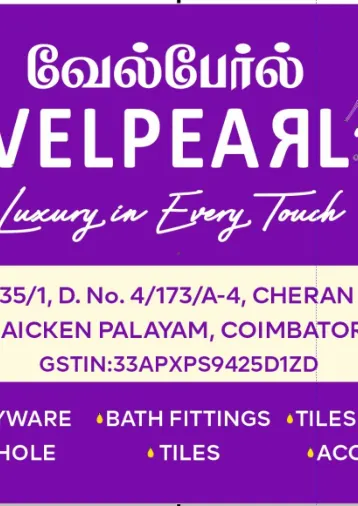 வேல்பேர்ல்
VELPEARL
Luxury in Every Touch
35/1, D. No. 4/173/A-4, CHERAN
AICKEN PALAYAM, COIMBATOR
GSTIN:33APXPS9425D1ZD
YWARE BATH FITTINGS TILES
HOLE TILES ACC